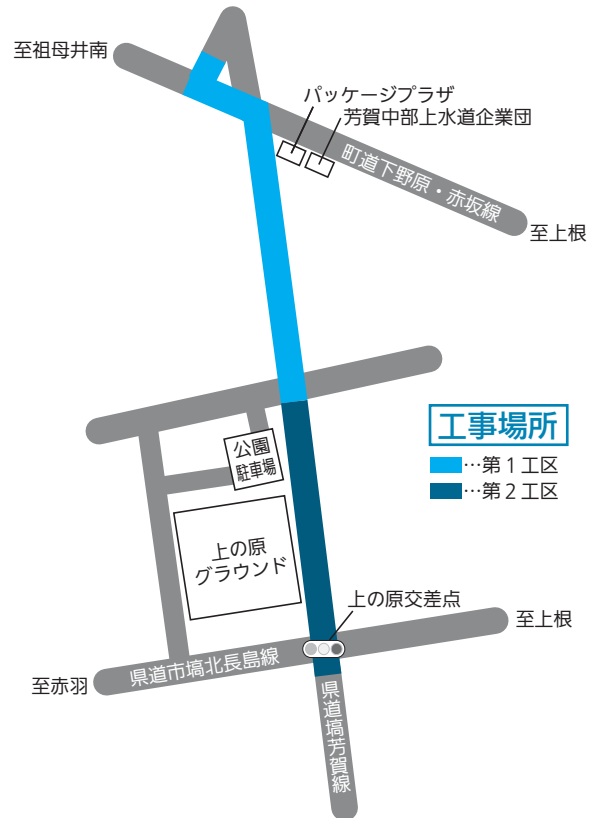 至祖母井南
パッケージプラザ
芳賀中部上水道企業団
町道下野原・赤坂線
至上根
工事場所
…第１工区
…第２工区
公園
駐車場
上の原
グラウンド
上の原交差点
至上根
県道市塙北長島線
至赤羽
県道塙芳賀線